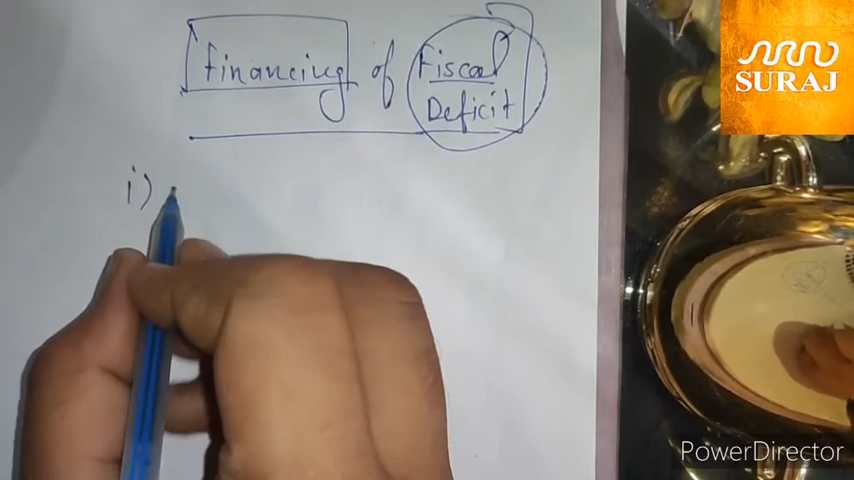 Financing of Fiscal
Deficit
i)
SURAJ
PowerDirector